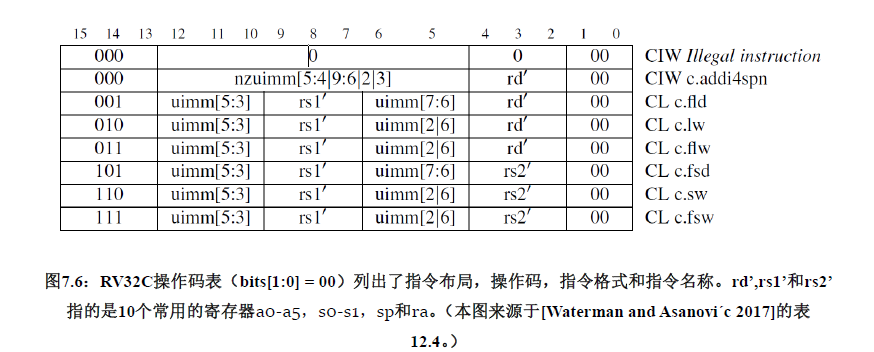 15 14 13 12 11 10 9 8 7 6 5 4 3 2 1 0
000 0 0 00 CIW Illegal instruction
000 nzuimm[5:4|9:6|2|3] rd′ 00 CIW c.addi4spn
001 uimm[5:3] rs1′ uimm[7:6] rd′ 00 CL c.fld
010 uimm[5:3] rs1′ uimm[2|6] rd′ 00 CL c.lw
011 uimm[5:3] rs1′ uimm[2|6] rd′ 00 CL c.flw
101 uimm[5:3] rs1′ uimm[7:6] rs2′ 00 CL c.fsd
110 uimm[5:3] rs1′ uimm[2|6] rs2′ 00 CL c.sw
111 uimm[5:3] rs1′ uimm[2|6] rs2′ 00 CL c.fsw
图7.6：RV32C操作码表（bits[1:0] = 00）列出了指令布局，操作码，指令格式和指令名称。rd’,rs1’和rs2’
指的是10个常用的寄存器a0-a5，s0-s1，sp和ra。（本图来源于[Waterman and Asanovi´c 2017]的表
12.4。）